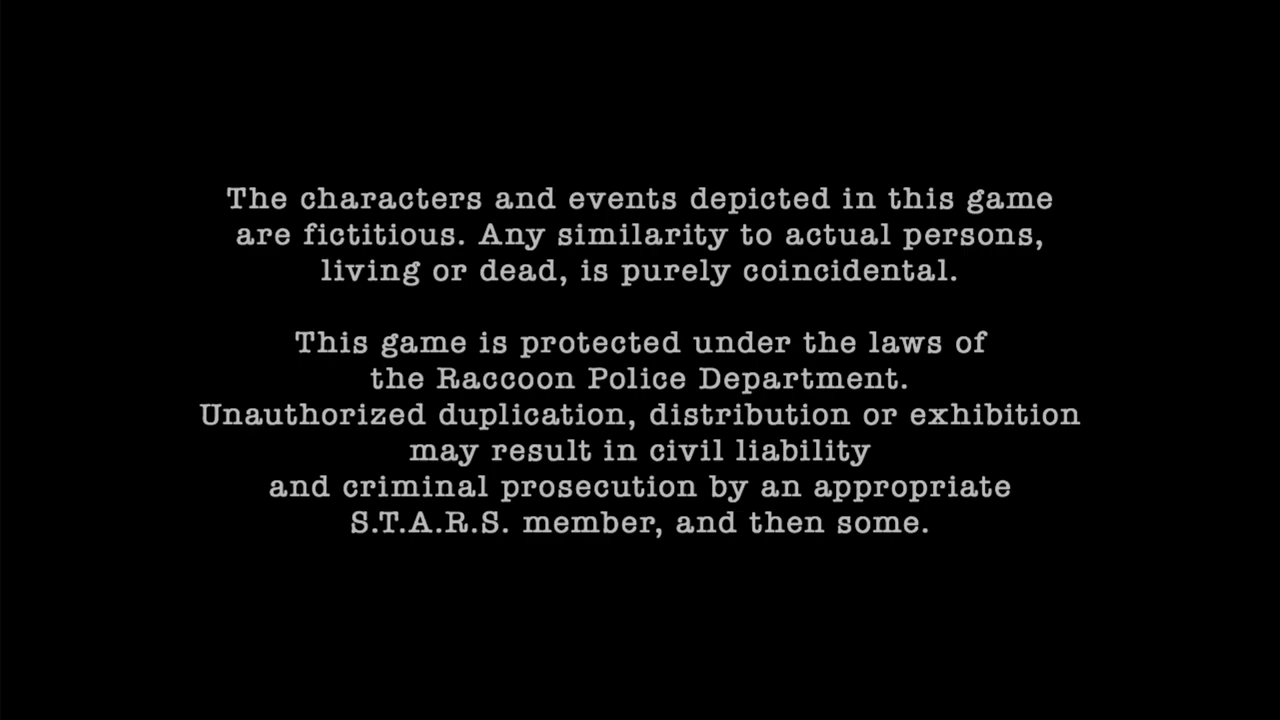 The characters and events depicted in this game
are fictitious. Any similarity to actual persons,
living or dead, is purely coincidental.
This game is protected under the laws of
the Raccoon Police Department.
Unauthorized duplication, distribution or exhibition
may result in civil liability
and criminal prosecution by an appropriate
S.T.A.R.S. member, and then some.